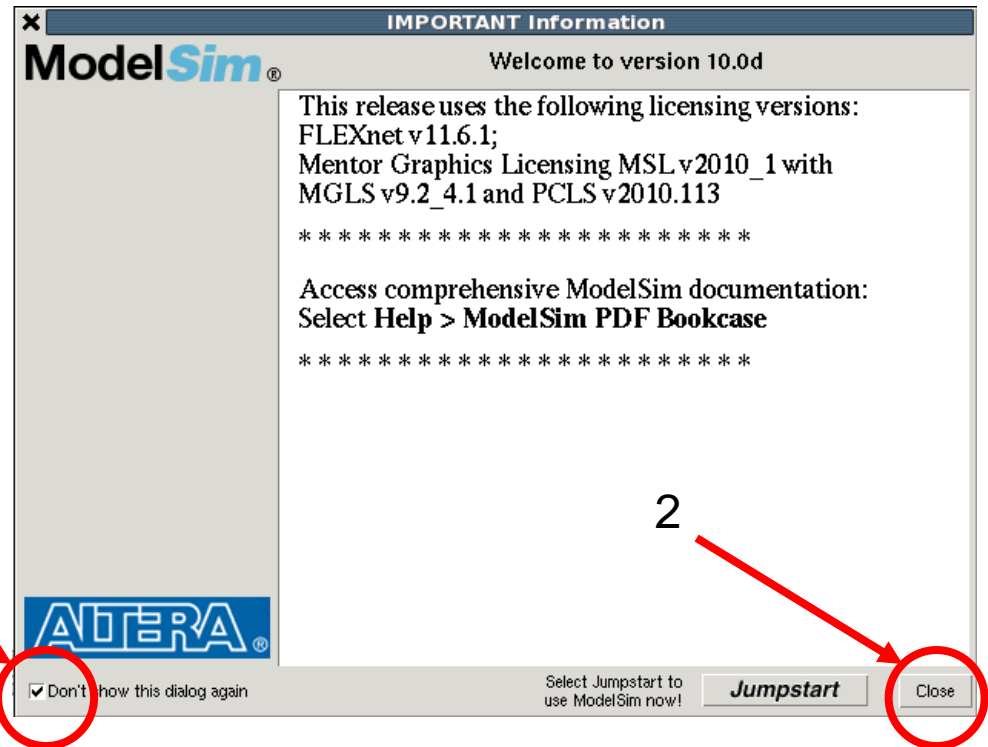 IMPORTANT Information
ModelSim ®
Welcome to version 10.0d
This release uses the following licensing versions:
FLEXnet v11.6.1;
Mentor Graphics Licensing MSL v2010_1 with
MGLS v9.2_4.1 and PCLS v2010.113
* * * * * * * * * * * * * * * * * * * * * * *
Access comprehensive ModelSim documentation:
Select Help > ModelSim PDF Bookcase
* * * * * * * * * * * * * * * * * * * * * * *
2
ALTERA ®
Don't show this dialog again
Select Jumpstart to
use ModelSim now!
Jumpstart
Close